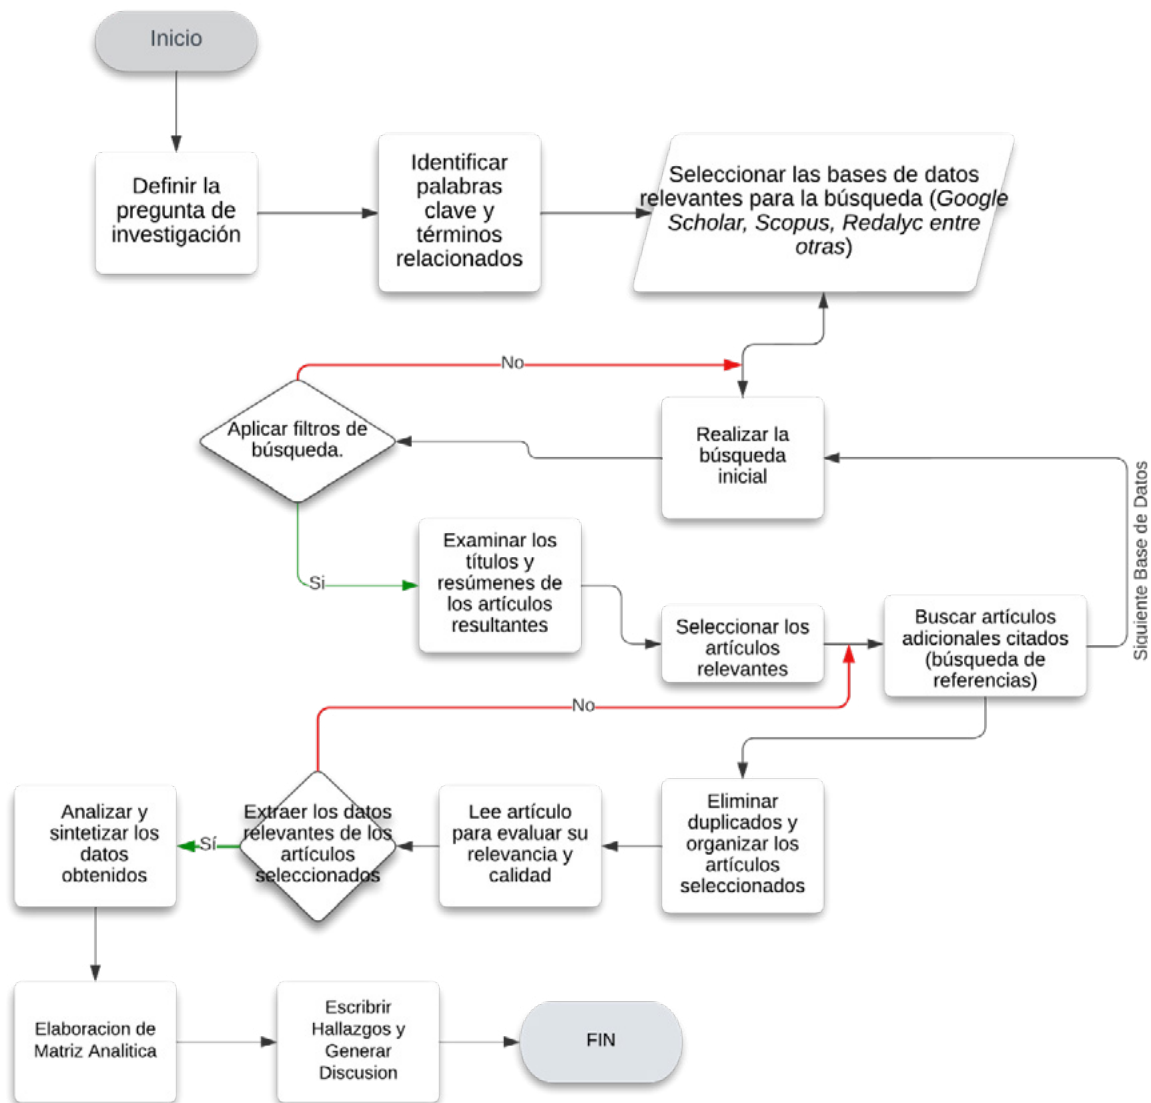 Inicio
Definir la
pregunta de
investigación
Identificar
palabras
clave y
términos
relacionados
Seleccionar las bases de datos
relevantes para la búsqueda (Google
Scholar, Scopus, Redalyc entre
otras)
No
Aplicar filtros de
búsqueda.
Realizar la
búsqueda
inicial
Siguiente Base de Datos
Si
Examinar los
títulos y
resúmenes de
los artículos
resultantes
Seleccionar los
artículos
relevantes
Buscar artículos
adicionales citados
(búsqueda de
referencias)
No
Eliminar
duplicados y
organizar los
artículos
seleccionados
Lee artículo
para evaluar su
relevancia y
calidad
Extraer los datos
relevantes de los
artículos
seleccionados
Sí
Analizar y
sintetizar los
datos
obtenidos
Elaboracion de
Matriz Analitica
Escribrir
Hallazgos y
Generar
Discusion
FIN